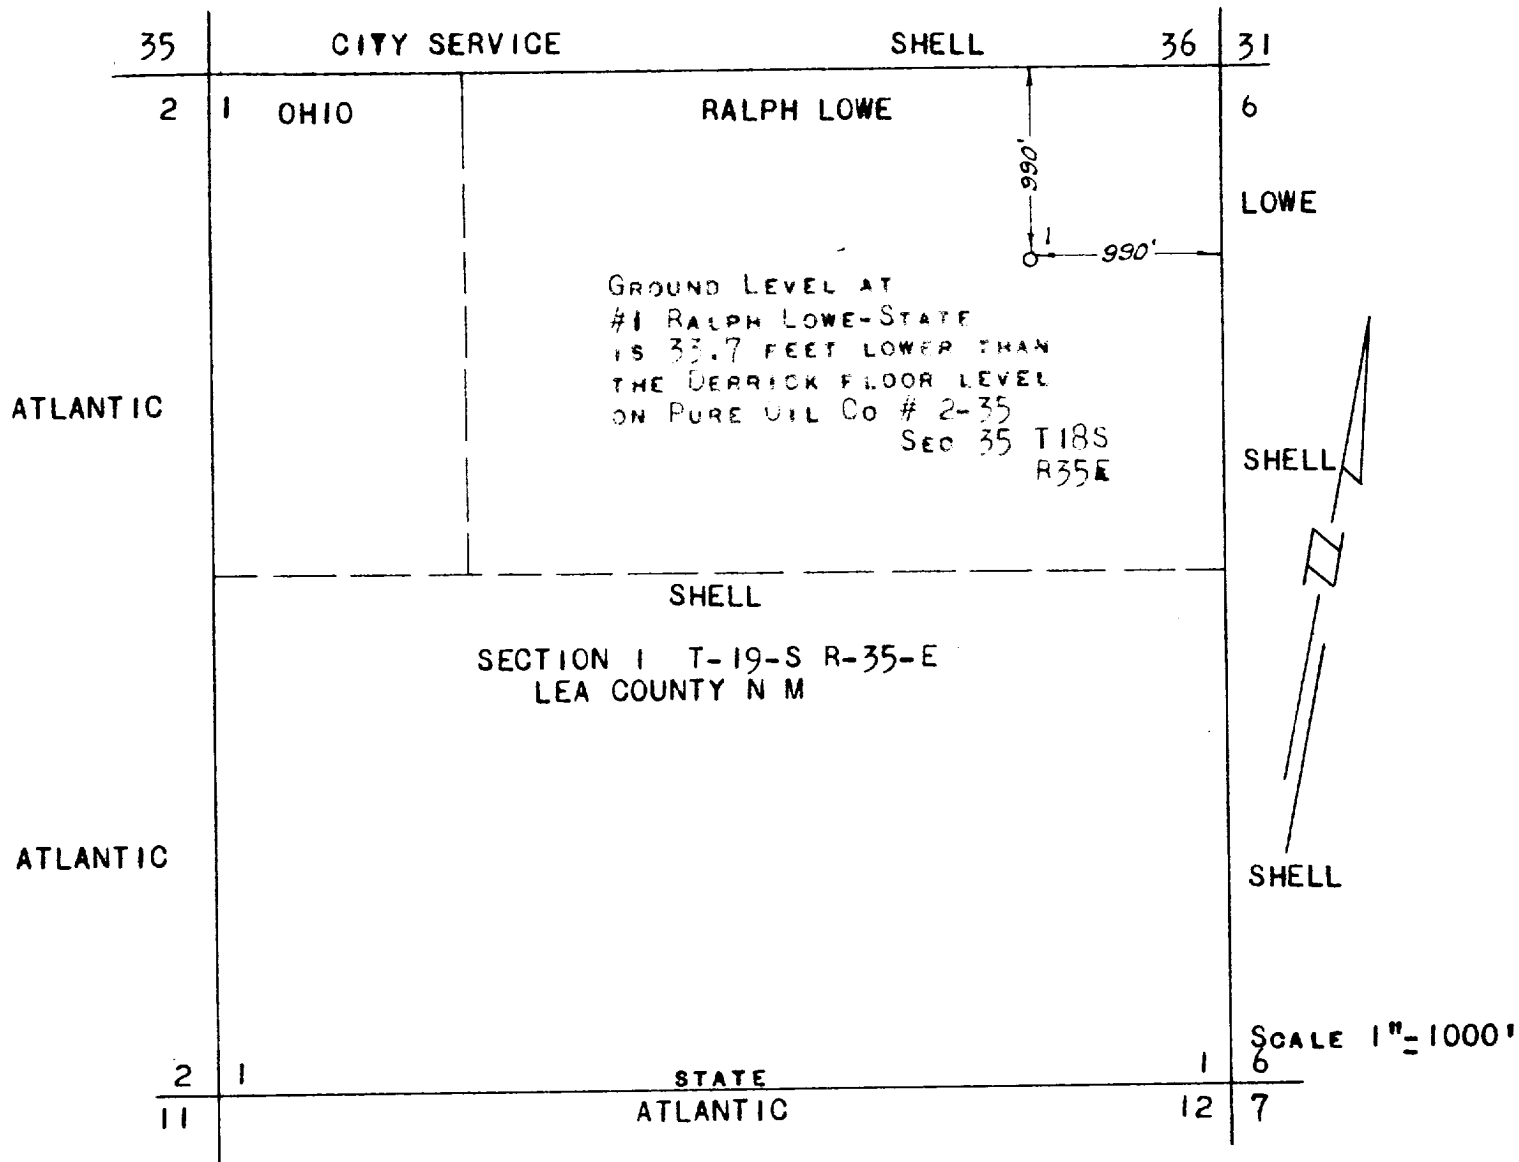 35 CITY SERVICE SHELL 36 31
2 1 OHIO RALPH LOWE 6
990'
LOWE
1
990'
GROUND LEVEL AT
#1 RALPH LOWE-STATE
IS 33.7 FEET LOWER THAN
THE DERRICK FLOOR LEVEL
ON PURE OIL CO # 2-35
SEC 35 T18S
R35E
ATLANTIC
SHELL
N
SHELL
SECTION 1 T-19-S R-35-E
LEA COUNTY N M
ATLANTIC
SHELL
SCALE 1"=1000'
2 1 STATE 1 6
11 ATLANTIC 12 7